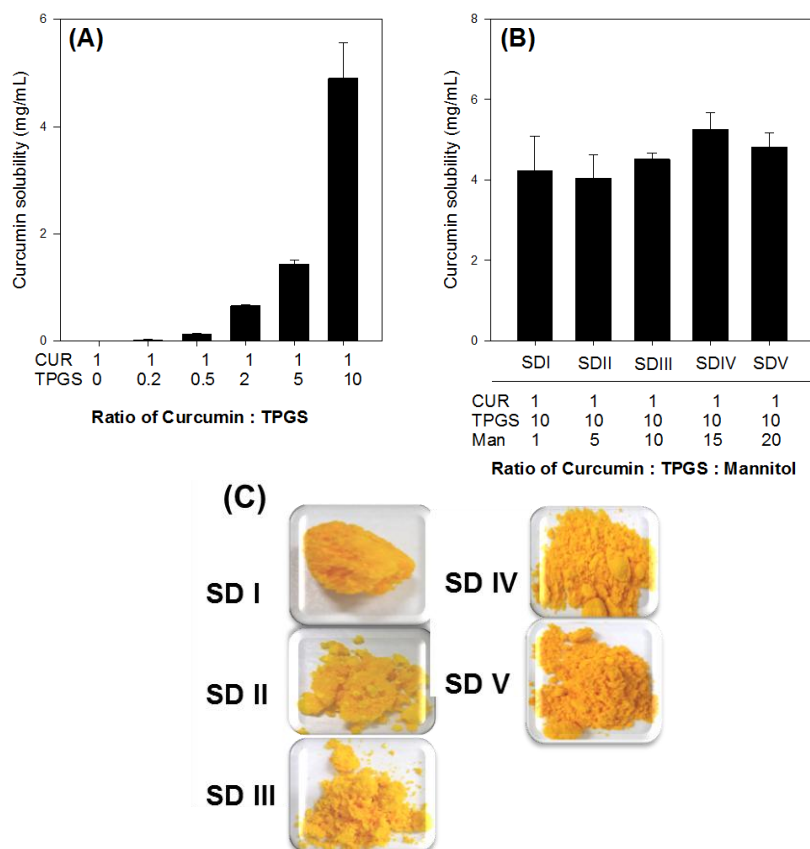 (A)
Curcumin solubility (mg/mL)
6
4
2
0
CUR 1 1 1 1 1 1
TPGS 0 0.2 0.5 2 5 10
Ratio of Curcumin : TPGS
(B)
Curcumin solubility (mg/mL)
8
6
4
2
0
SDI SDII SDIII SDIV SDV
CUR 1 1 1 1 1
TPGS 10 10 10 10 10
Man 1 5 10 15 20
Ratio of Curcumin : TPGS : Mannitol
(C)
SD I
SD II
SD III
SD IV
SD V